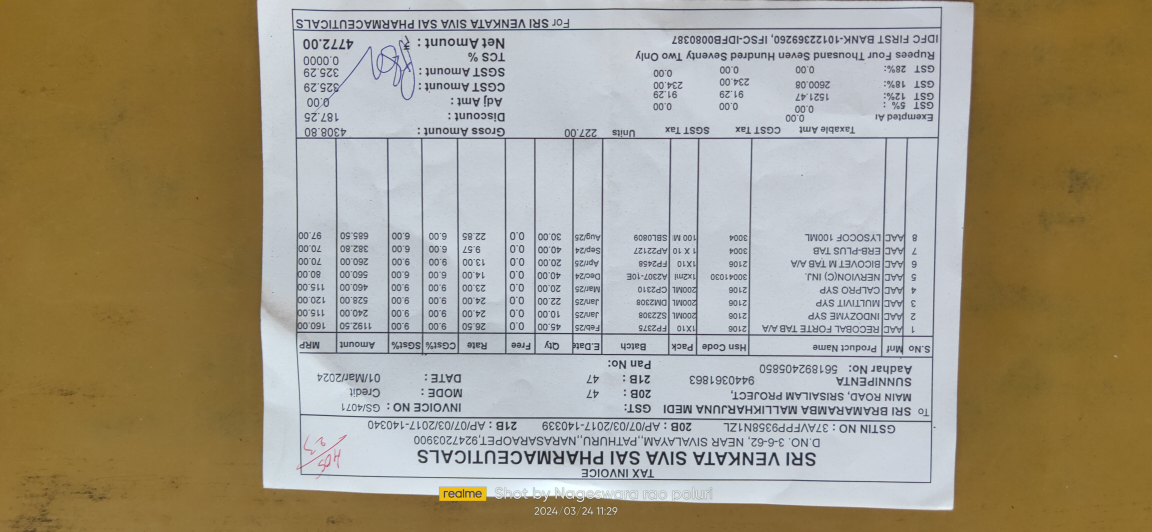 TAX INVOICE
SRI VENKATA SIVA SAI PHARMACEUTICALS
D.NO. 3-6-62, NEAR SIVALAYAM,,PATHURU,,NARASARAOPET,9247203900
GSTIN NO : 37AVFPP9358N1ZL 20B : AP/07/03/2017-140339 21B : AP/07/03/2017-140340
To SRI BRAMARAMBA MALLIKHARJUNA MEDI GST: INVOICE NO : GS/4071
MAIN ROAD, SRISAILAM PROJECT, 20B : 47 MODE : Credit
SUNNIPENTA 9440361863 21B : 47 DATE : 01/Mar/2024
Aadhar No: 561892405850 Pan No:
S.No Mnf Product Name Hsn Code Pack Batch E.Date Qty Free Rate CGst% SGst% Amount MRP
1 AAC RECOBAL FORTE TAB A/A 2106 1X10 FP2375 Feb/25 45.00 0.0 26.50 9.00 9.00 1192.50 160.00
2 AAC INDOZYME SYP 2106 200ML SZ2308 Jan/25 10.00 0.0 24.00 9.00 9.00 240.00 115.00
3 AAC MULTIVIT SYP 2106 200ML DM2308 Jan/25 22.00 0.0 24.00 9.00 9.00 528.00 120.00
4 AAC CALPRO SYP 2106 200ML CP2310 Mar/25 20.00 0.0 23.00 9.00 9.00 460.00 115.00
5 AAC NERVION(C) INJ. 30041030 1x2ml A2307-10E Dec/24 40.00 0.0 14.00 6.00 6.00 560.00 80.00
6 AAC BICOVIT M TAB A/A 2106 1X10 FP2458 Apr/25 20.00 0.0 13.00 9.00 9.00 260.00 70.00
7 AAC ERB-PLUS TAB 3004 1 X 10 AP22127 Sep/24 40.00 0.0 9.57 6.00 6.00 382.80 70.00
8 AAC LYSOCOF 100ML 3004 100 Ml SBL0809 Aug/25 30.00 0.0 22.85 6.00 6.00 685.50 97.00
Taxable Amt CGST Tax SGST Tax Units 227.00 Gross Amount : 4308.80
Exempted A 0.00 Discount : 187.25
GST 5% : 0.00 0.00 0.00 Adj Amt : 0.00
GST 12%: 1521.47 91.29 91.29 CGST Amount : 325.29
GST 18%: 2600.08 234.00 234.00 SGST Amount : 325.29
GST 28%: 0.00 0.00 0.00 TCS % 0.0000
Rupees Four Thousand Seven Hundred Seventy Two Only Net Amount : ₹ 4772.00
IDFC FIRST BANK-10122369260, IFSC-IDFB0080387
For SRI VENKATA SIVA SAI PHARMACEUTICALS
realme Shot by Nageswara rao poluri
2024/03/24 11:29